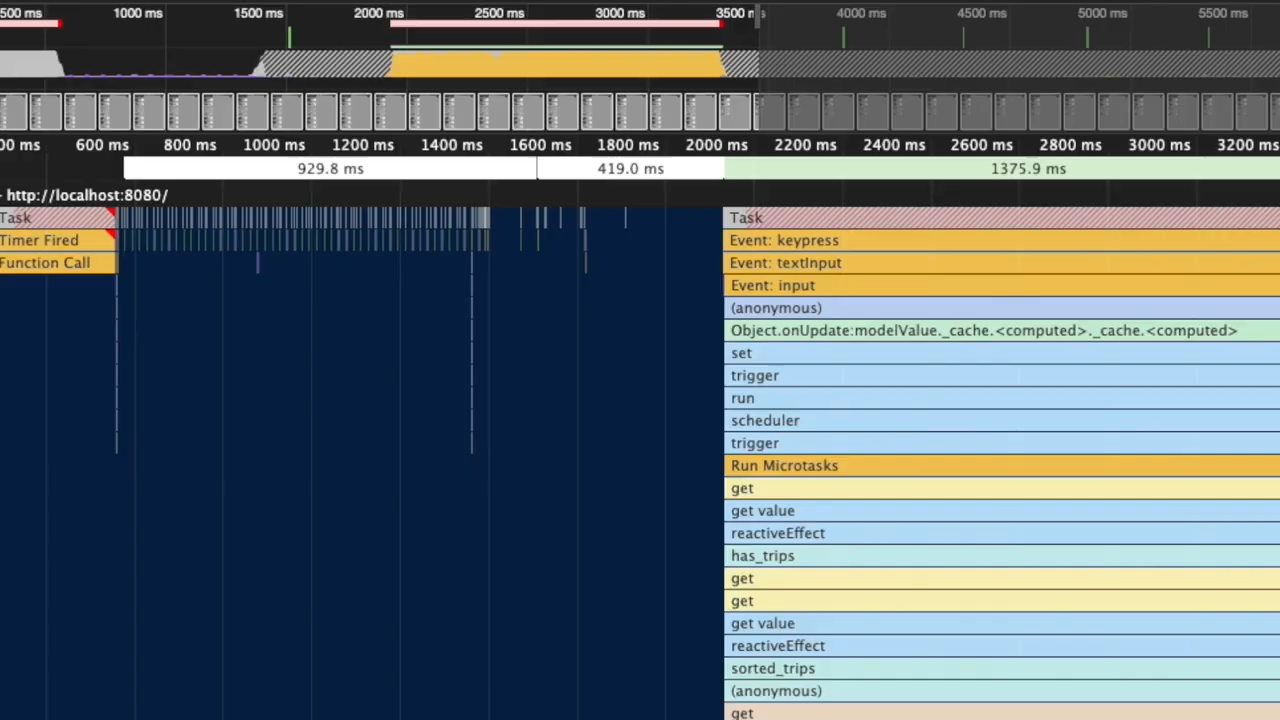 500 ms 1000 ms 1500 ms 2000 ms 2500 ms 3000 ms 3500 ms 4000 ms 4500 ms 5000 ms 5500 ms
00 ms 600 ms 800 ms 1000 ms 1200 ms 1400 ms 1600 ms 1800 ms 2000 ms 2200 ms 2400 ms 2600 ms 2800 ms 3000 ms 3200 ms
929.8 ms 419.0 ms 1375.9 ms
http://localhost:8080/
Task Task
Timer Fired Event: keypress
Function Call Event: textInput
Event: input
(anonymous)
Object.onUpdate:modelValue._cache.<computed>._cache.<computed>
set
trigger
run
scheduler
trigger
Run Microtasks
get
get value
reactiveEffect
has_trips
get
get
get value
reactiveEffect
sorted_trips
(anonymous)
get